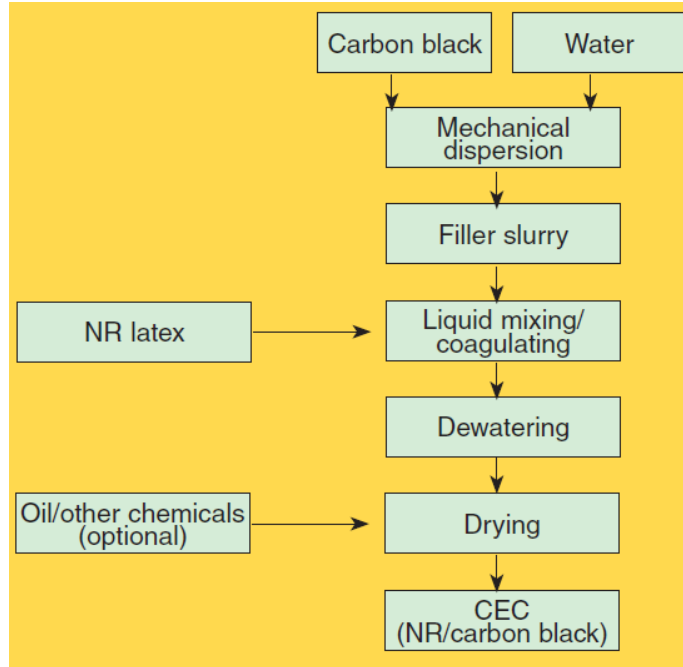 Carbon black
Water
Mechanical
dispersion
Filler slurry
NR latex
Liquid mixing/
coagulating
Dewatering
Oil/other chemicals
(optional)
Drying
CEC
(NR/carbon black)